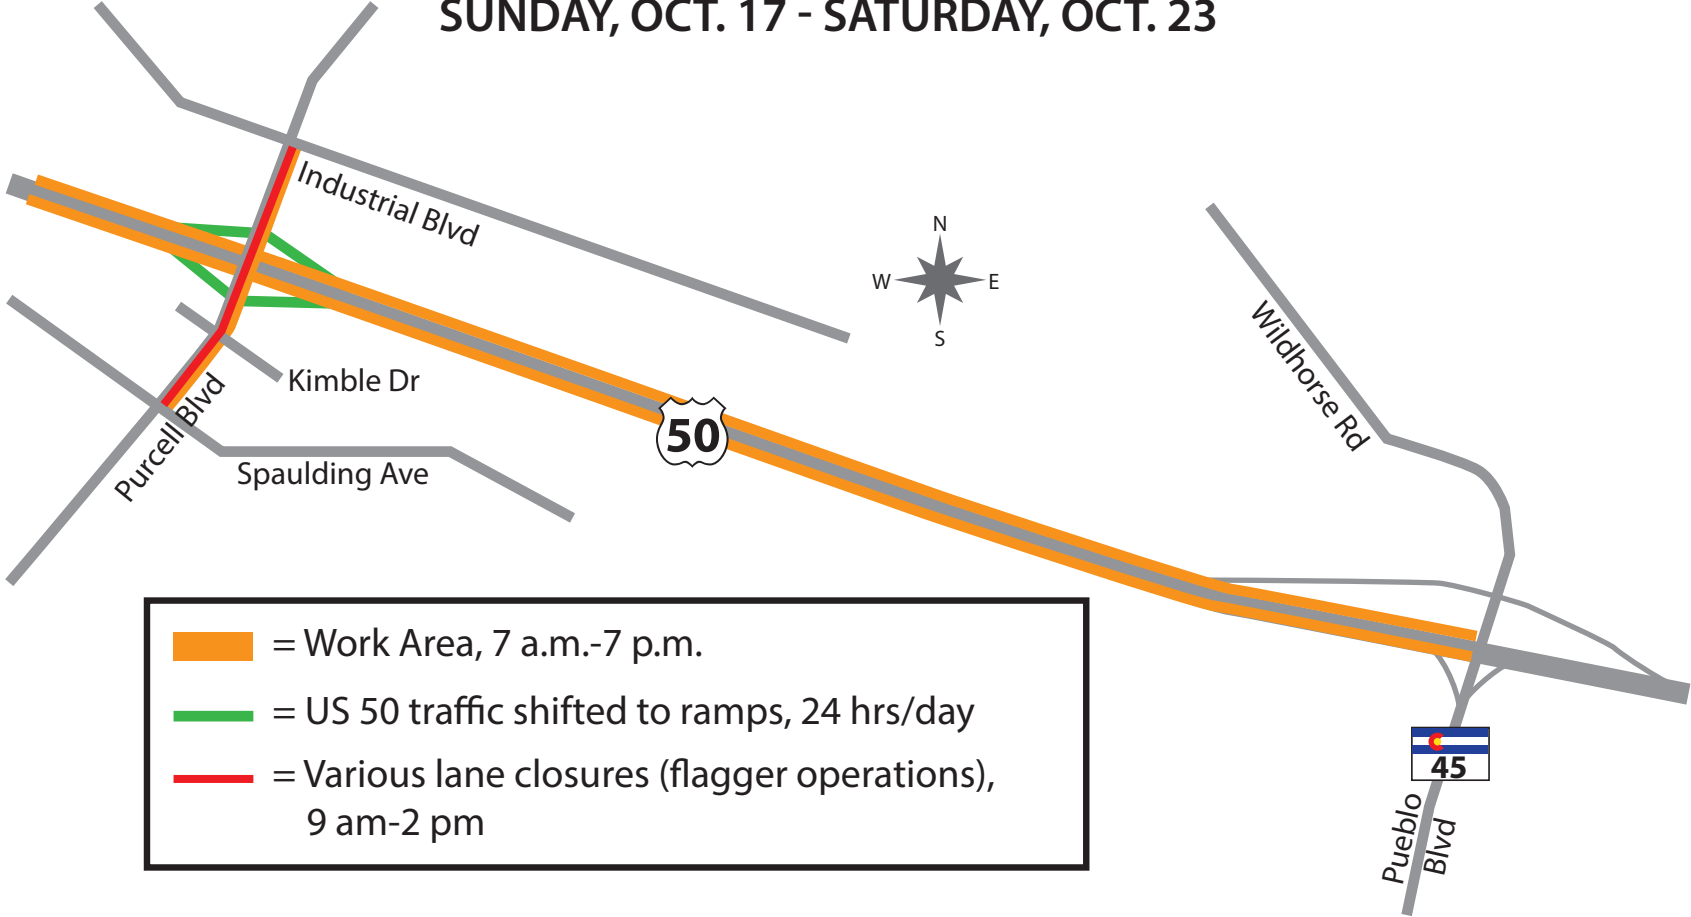 SUNDAY, OCT. 17 - SATURDAY, OCT. 23
Industrial Blvd
N
W
E
S
Wildhorse Rd
Kimble Dr
Purcell Blvd
50
Spaulding Ave
= Work Area, 7 a.m.-7 p.m.
= US 50 traffic shifted to ramps, 24 hrs/day
= Various lane closures (flagger operations),
9 am-2 pm
45
Pueblo
Blvd